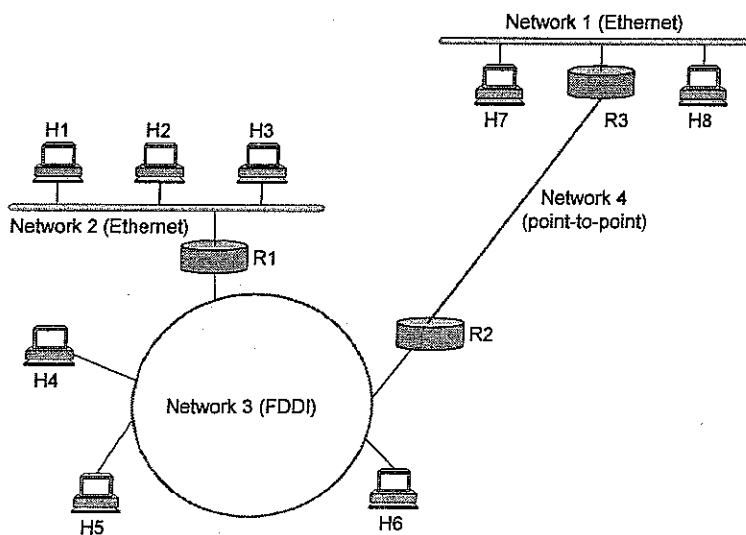 Network 1 (Ethernet)
H7
R3
H8
H1
H2
H3
Network 2 (Ethernet)
R1
Network 4
(point-to-point)
R2
H4
Network 3 (FDDI)
H5
H6